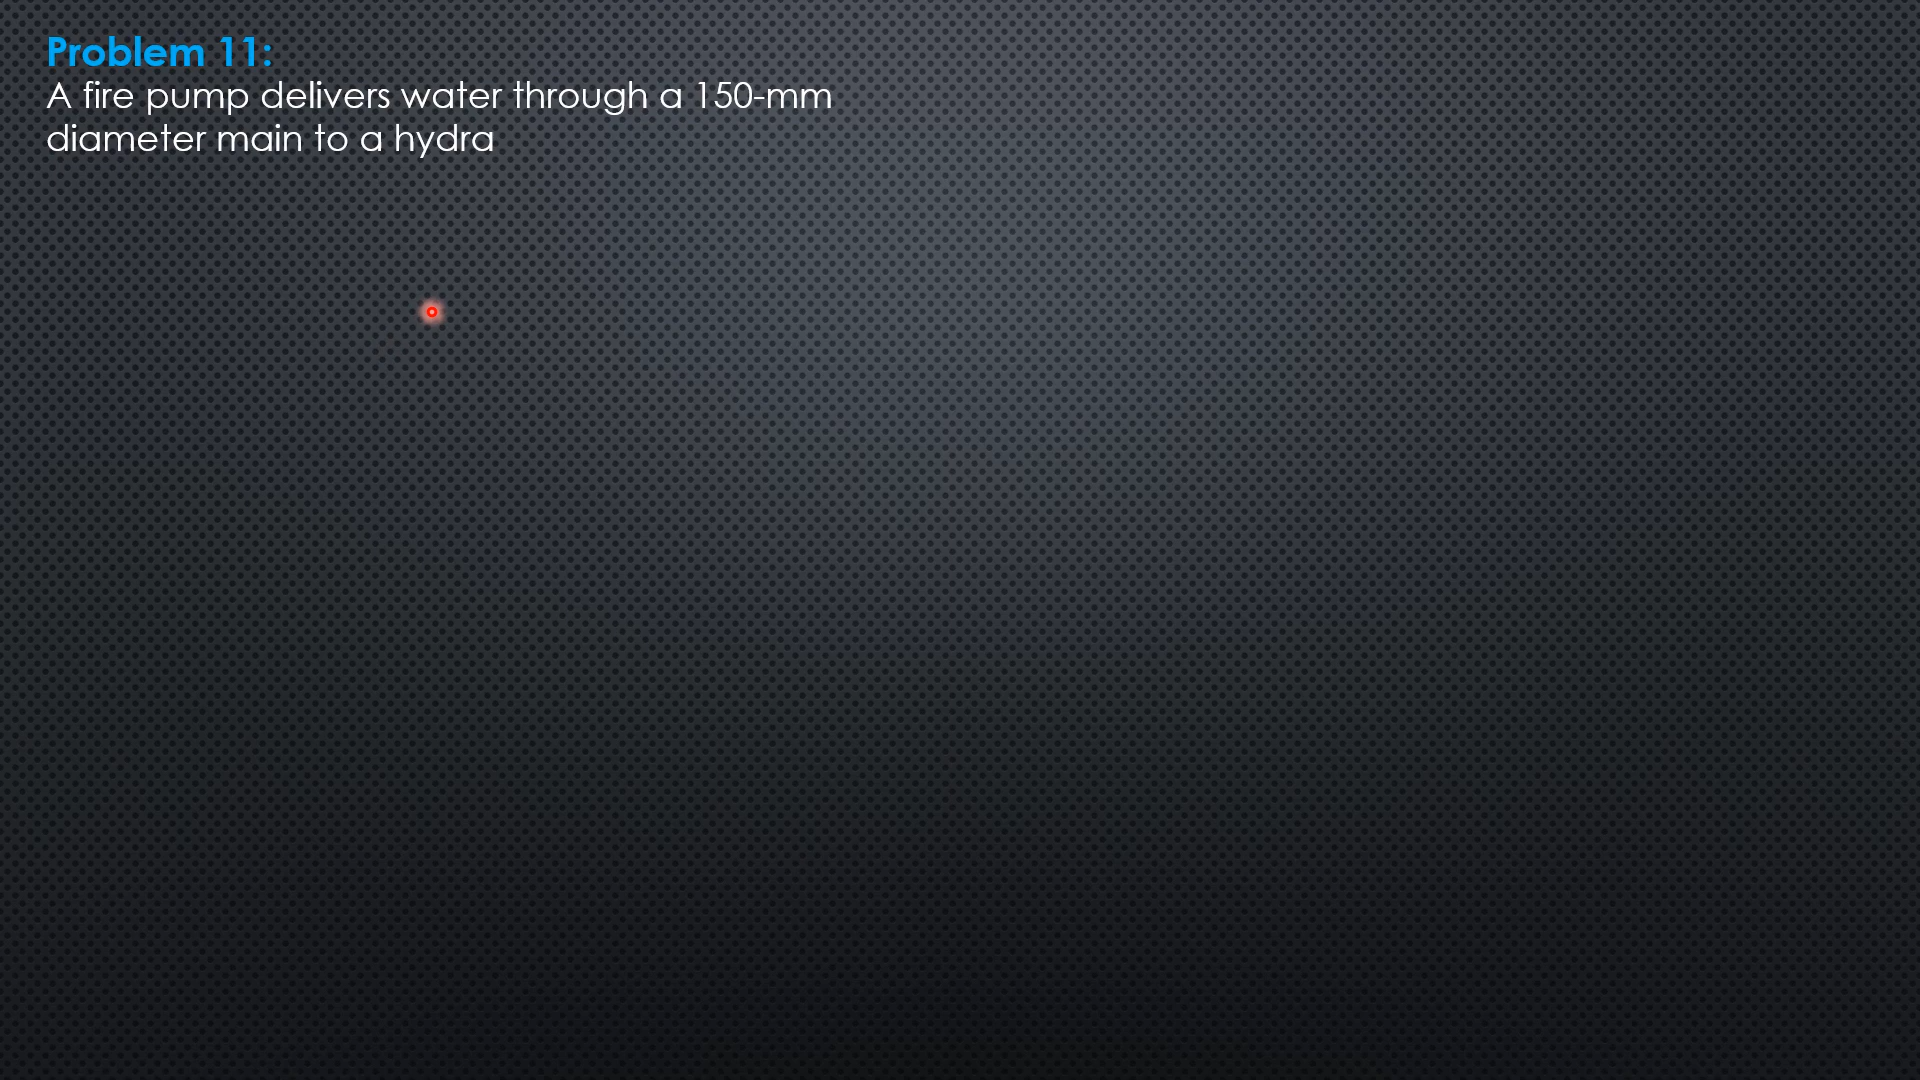 Problem 11:
A fire pump delivers water through a 150-mm
diameter main to a hydra